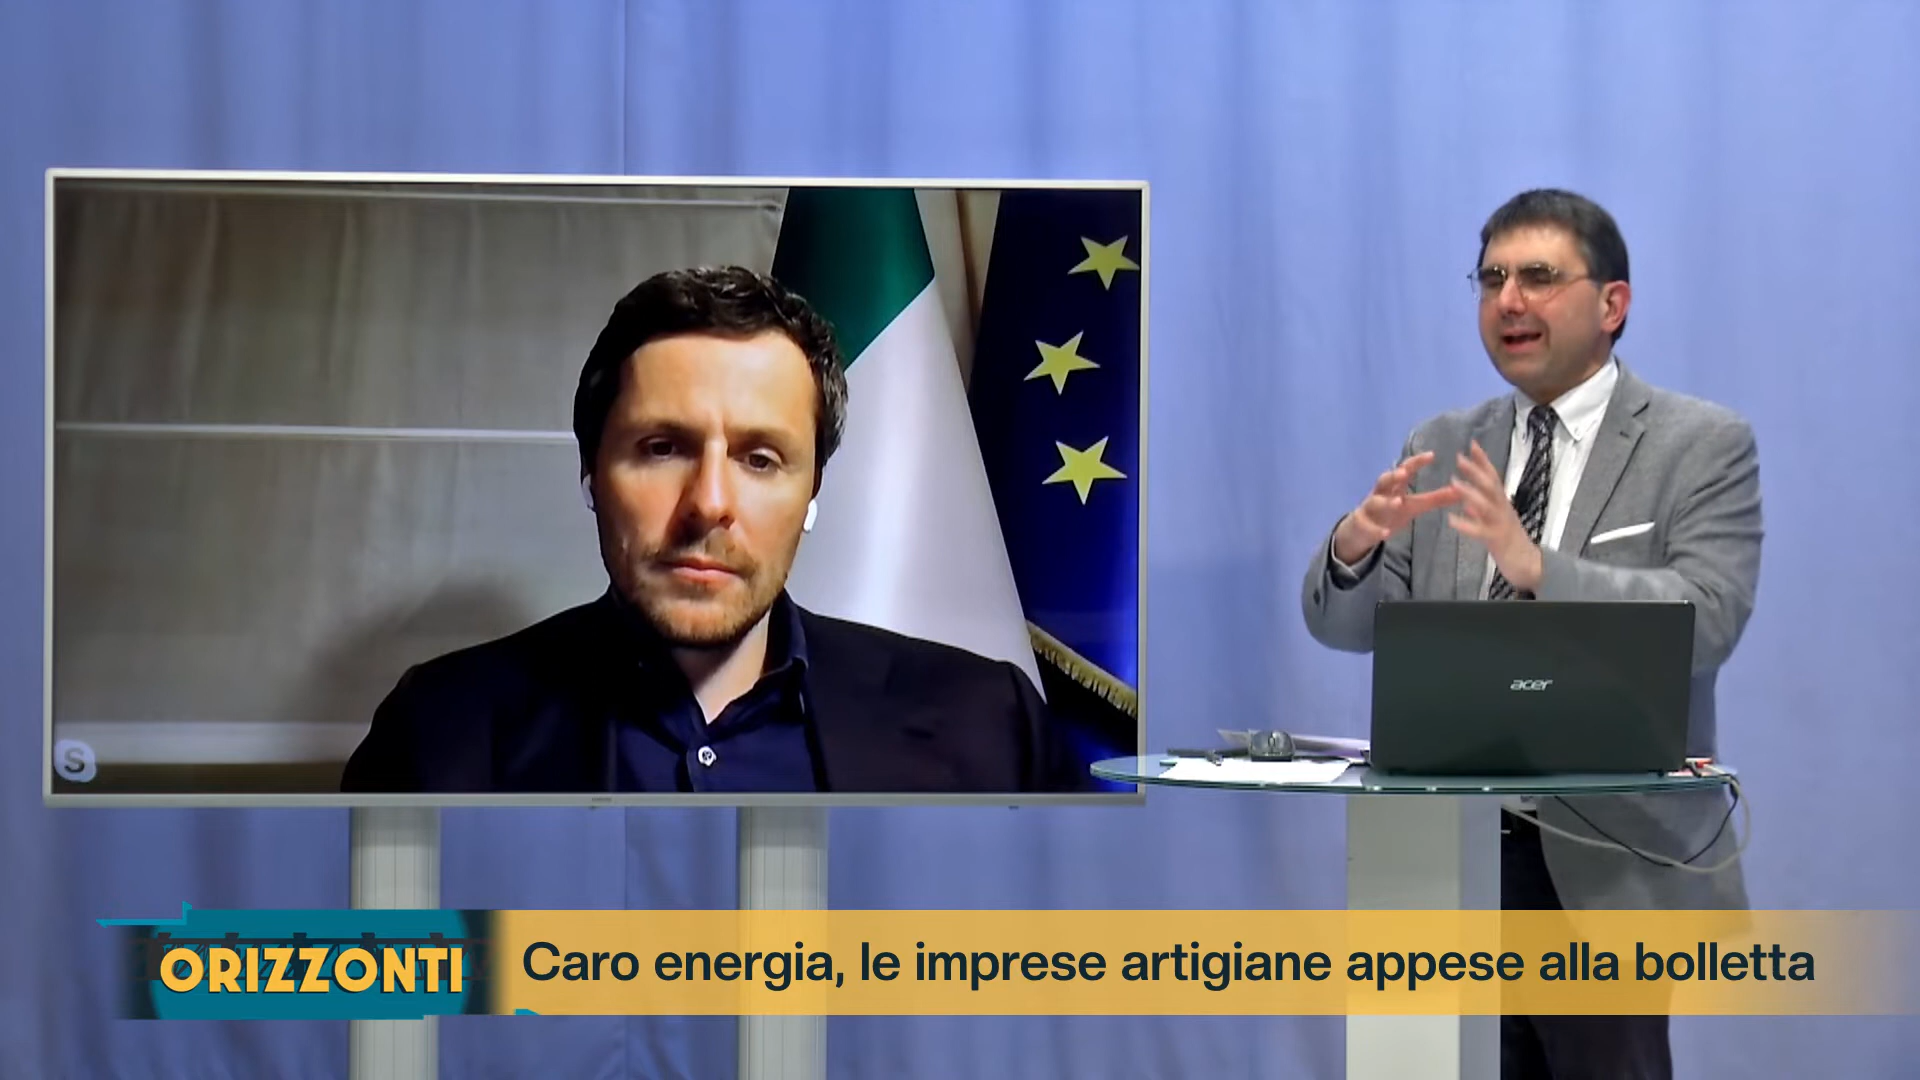 S
acer
ORIZZONTI
Caro energia, le imprese artigiane appese alla bolletta